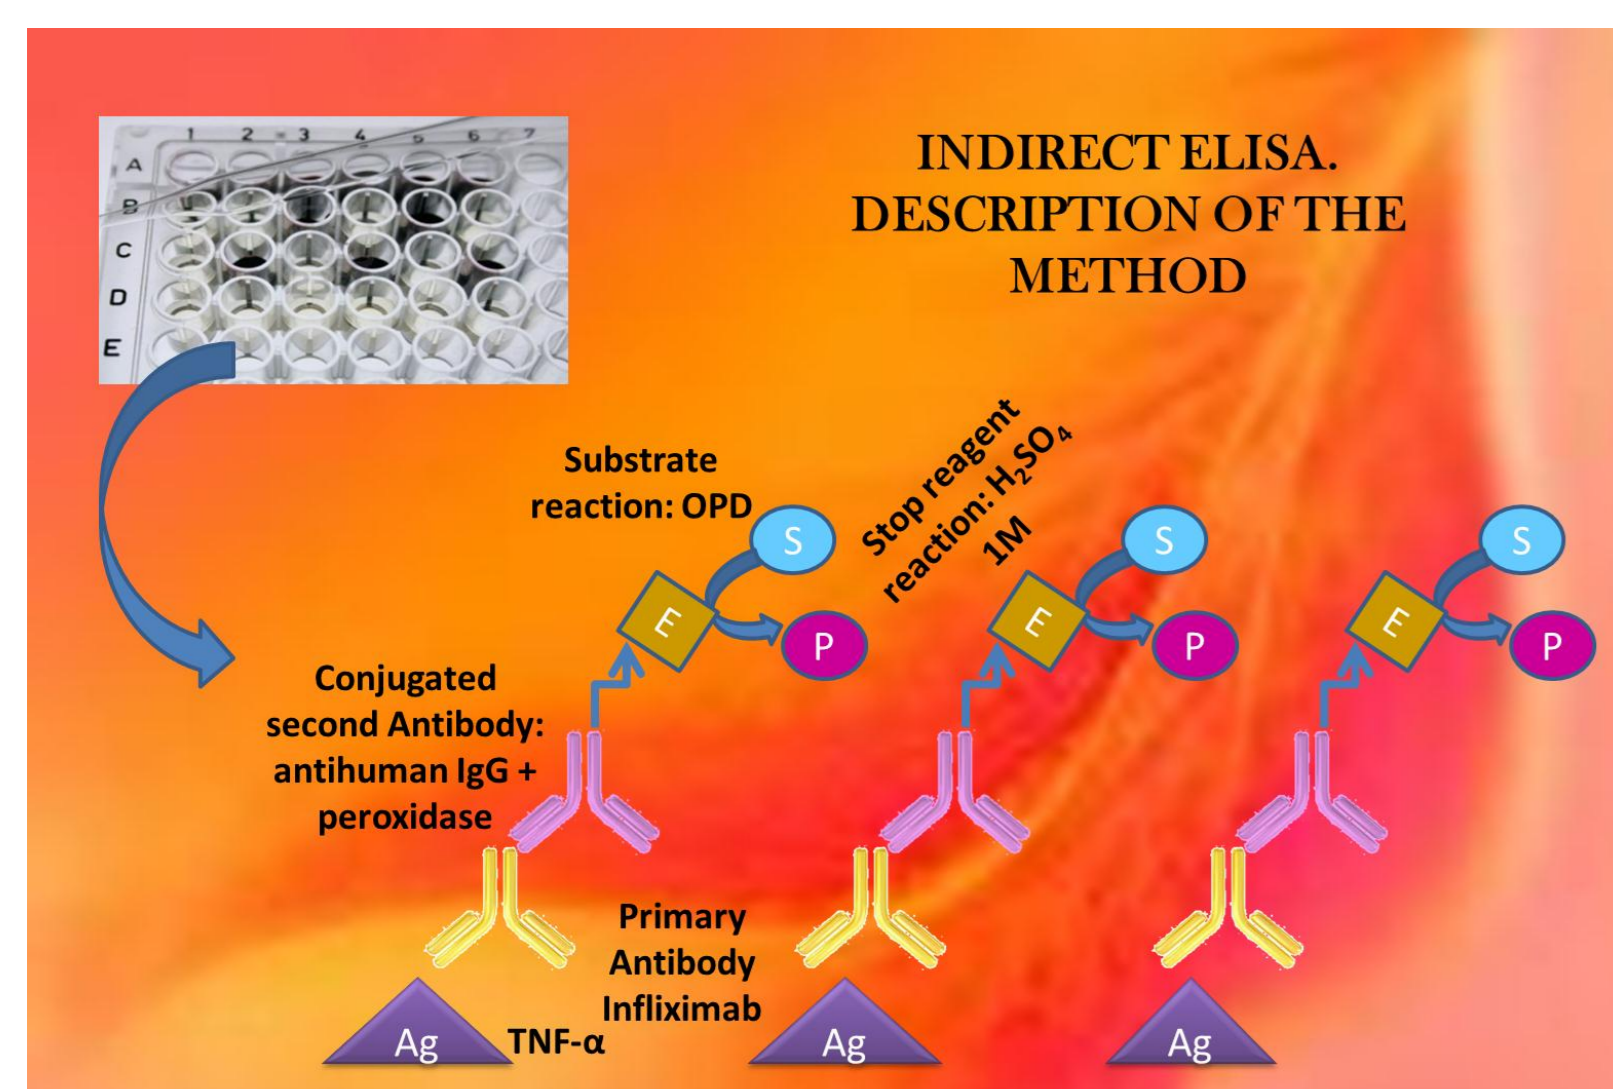 INDIRECT ELISA.
DESCRIPTION OF THE
METHOD
1 2 3 4 5 6 7
A
B
C
D
E
Substrate
reaction: OPD
Stop reagent
reaction: H₂SO₄
1M
S
S
S
E
E
E
P
P
P
Conjugated
second Antibody:
antihuman IgG +
peroxidase
Primary
Antibody
Infliximab
Ag
TNF-α
Ag
Ag